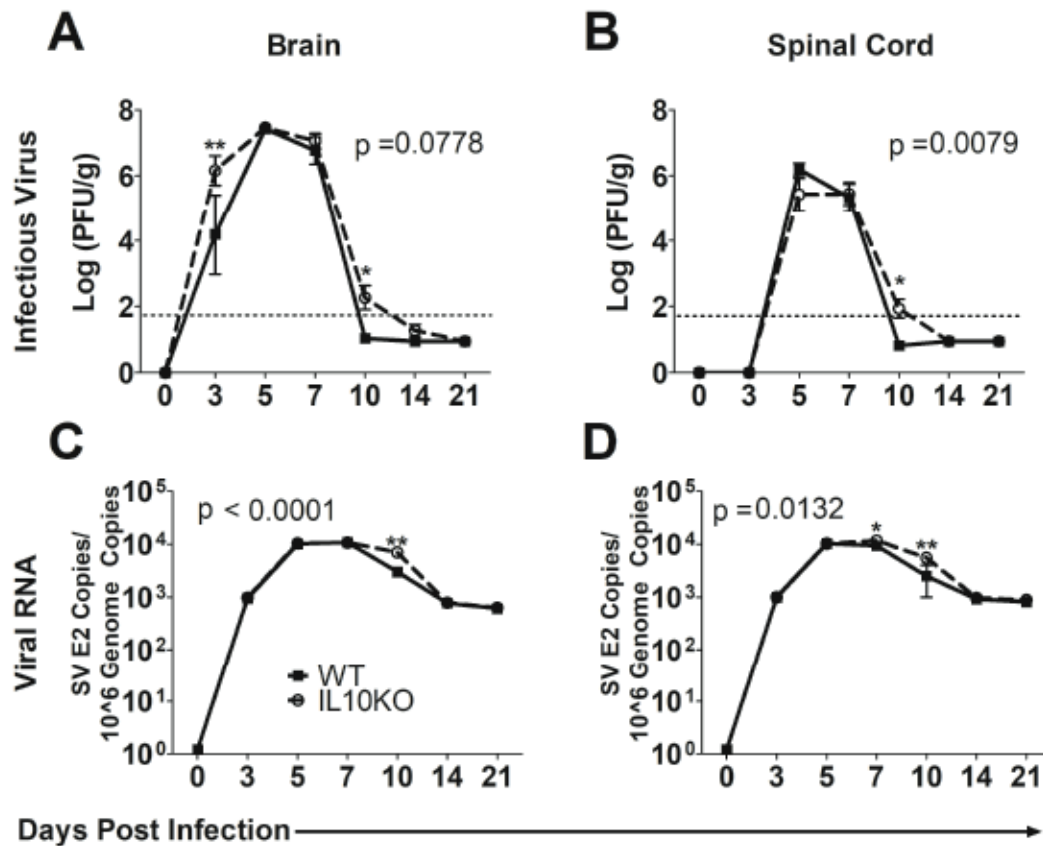 A
Brain
B
Spinal Cord
Infectious Virus
Log (PFU/g)
8
6
4
2
0
**
*
p =0.0778
0 3 5 7 10 14 21
Log (PFU/g)
8
6
4
2
0
*
p =0.0079
0 3 5 7 10 14 21
C
D
Viral RNA
SV E2 Copies/
10^6 Genome Copies
10⁵
10⁴
10³
10²
10¹
10⁰
p < 0.0001
**
WT
IL10KO
0 3 5 7 10 14 21
SV E2 Copies/
10^6 Genome Copies
10⁵
10⁴
10³
10²
10¹
10⁰
p =0.0132
*
**
0 3 5 7 10 14 21
Days Post Infection